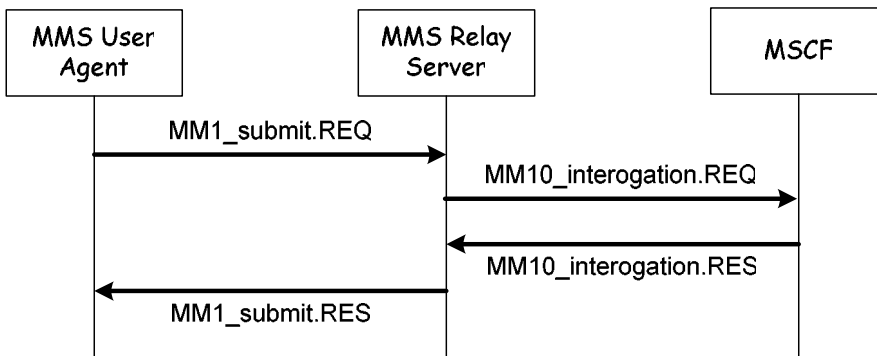 MMS User
Agent
MMS Relay
Server
MSCF
MM1_submit.REQ
MM10_interogation.REQ
MM10_interogation.RES
MM1_submit.RES